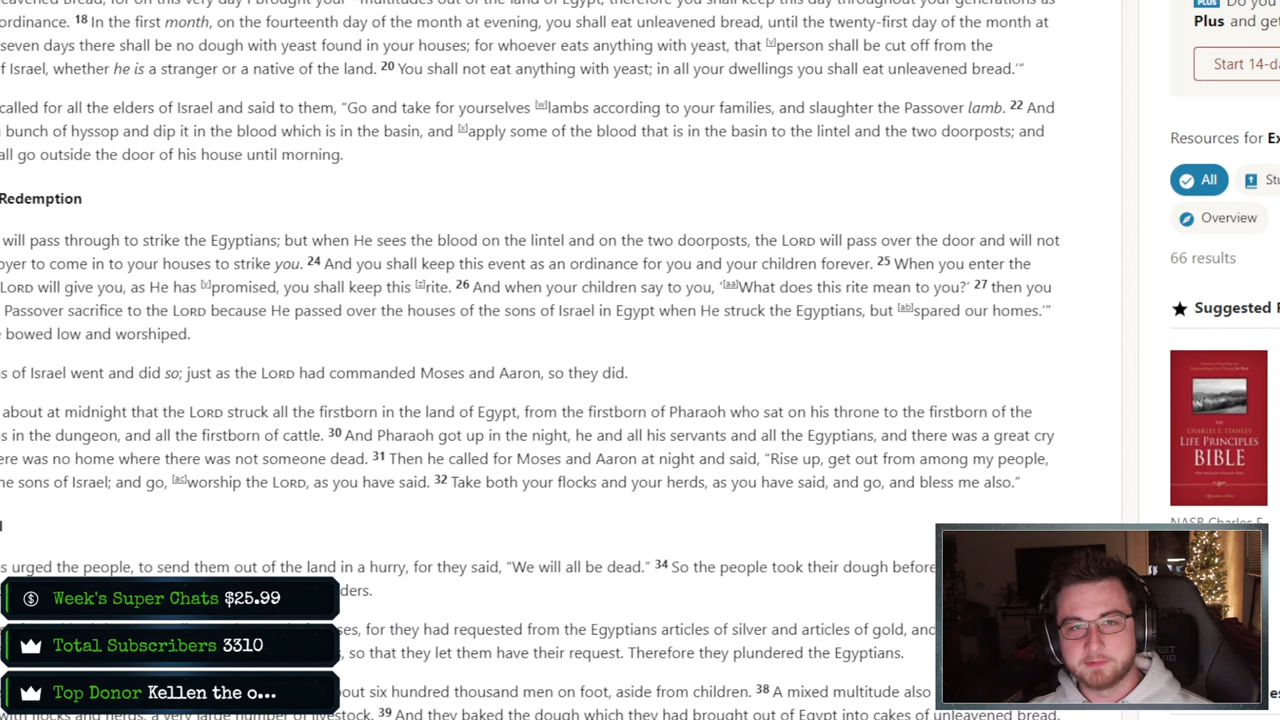 multitudes out of the land of Egypt, therefore you shall keep this day throughout your generations as
ordinance. 18 In the first month, on the fourteenth day of the month at evening, you shall eat unleavened bread, until the twenty-first day of the month at
seven days there shall be no dough with yeast found in your houses; for whoever eats anything with yeast, that [v]person shall be cut off from the
f Israel, whether he is a stranger or a native of the land. 20 You shall not eat anything with yeast; in all your dwellings you shall eat unleavened bread.’”
called for all the elders of Israel and said to them, “Go and take for yourselves [w]lambs according to your families, and slaughter the Passover lamb. 22 And
bunch of hyssop and dip it in the blood which is in the basin, and [x]apply some of the blood that is in the basin to the lintel and the two doorposts; and
all go outside the door of his house until morning.
Redemption
will pass through to strike the Egyptians; but when He sees the blood on the lintel and on the two doorposts, the LORD will pass over the door and will not
oyer to come in to your houses to strike you. 24 And you shall keep this event as an ordinance for you and your children forever. 25 When you enter the
LORD will give you, as He has [y]promised, you shall keep this [z]rite. 26 And when your children say to you, ‘[aa]What does this rite mean to you?’ 27 then you
Passover sacrifice to the LORD because He passed over the houses of the sons of Israel in Egypt when He struck the Egyptians, but [ab]spared our homes.’”
e bowed low and worshiped.
s of Israel went and did so; just as the LORD had commanded Moses and Aaron, so they did.
about at midnight that the LORD struck all the firstborn in the land of Egypt, from the firstborn of Pharaoh who sat on his throne to the firstborn of the
s in the dungeon, and all the firstborn of cattle. 30 And Pharaoh got up in the night, he and all his servants and all the Egyptians, and there was a great cry
ere was no home where there was not someone dead. 31 Then he called for Moses and Aaron at night and said, “Rise up, get out from among my people,
he sons of Israel; and go, [ac]worship the LORD, as you have said. 32 Take both your flocks and your herds, as you have said, and go, and bless me also.”
s urged the people, to send them out of the land in a hurry, for they said, “We will all be dead.” 34 So the people took their dough before
ders.
ses, for they had requested from the Egyptians articles of silver and articles of gold, and
, so that they let them have their request. Therefore they plundered the Egyptians.
bout six hundred thousand men on foot, aside from children. 38 A mixed multitude also
with flocks and herds, a very large
they had brought out of Egypt into cakes of unleavened bread.
PLUS Do you
Plus and get
Start 14-da
Resources for Ex
All
Stu
Overview
66 results
Suggested
THE
CHARLES F. STANLEY
LIFE PRINCIPLES
BIBLE
NASB Charles F.
Week's Super Chats $25.99
Total Subscribers 3310
Top Donor Kellen the o...